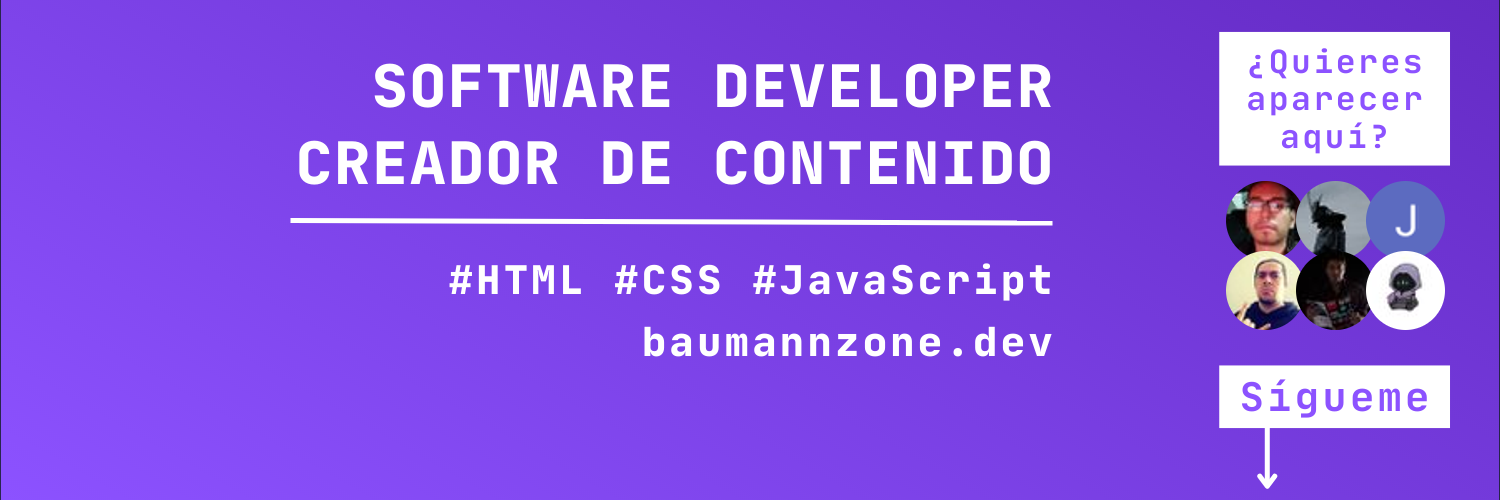 SOFTWARE DEVELOPER
CREADOR DE CONTENIDO
#HTML #CSS #JavaScript
baumannzone.dev
¿Quieres
aparecer
aquí?
J
Sígueme